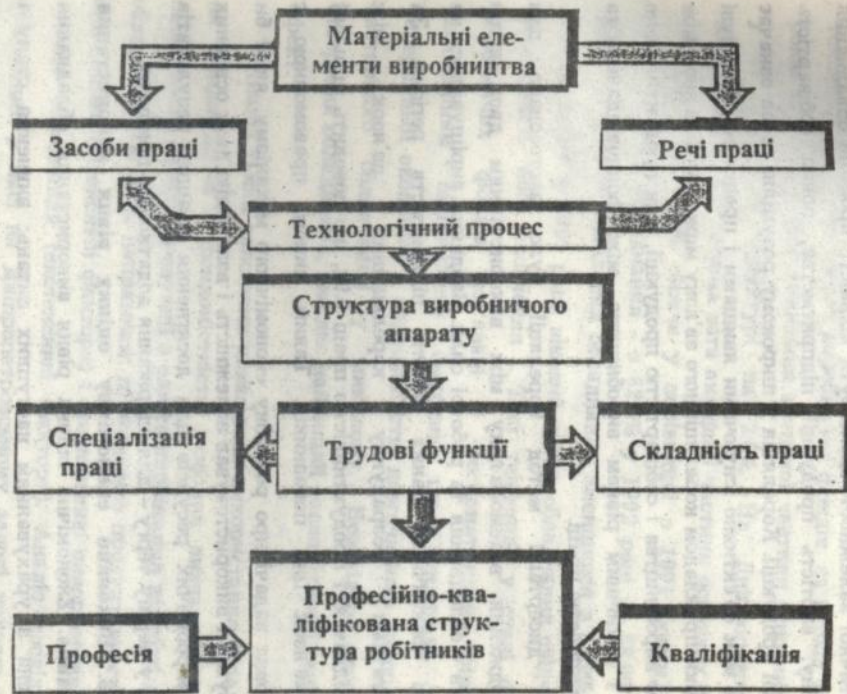 Матеріальні еле-
менти виробництва
Засоби праці
Речі праці
Технологічний процес
Структура виробничого
апарату
Спеціалізація
праці
Трудові функції
Складність праці
Професійно-ква-
ліфікована струк-
тура робітників
Професія
Кваліфікація